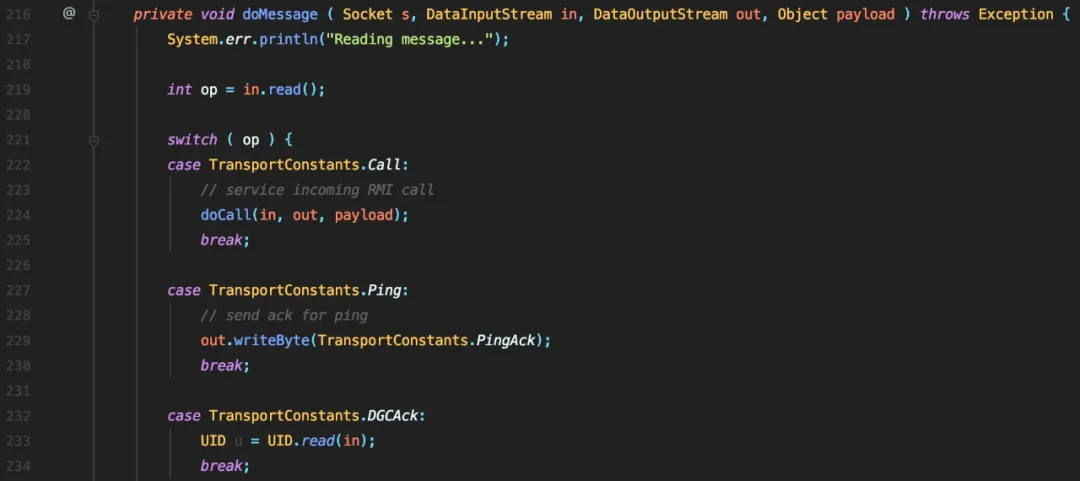 216 @ private void doMessage ( Socket s, DataInputStream in, DataOutputStream out, Object payload ) throws Exception {
217 System.err.println("Reading message...");
218
219 int op = in.read();
220
221 switch ( op ) {
222 case TransportConstants.Call:
223 // service incoming RMI call
224 doCall(in, out, payload);
225 break;
226
227 case TransportConstants.Ping:
228 // send ack for ping
229 out.writeByte(TransportConstants.PingAck);
230 break;
231
232 case TransportConstants.DGCAck:
233 UID u = UID.read(in);
234 break;